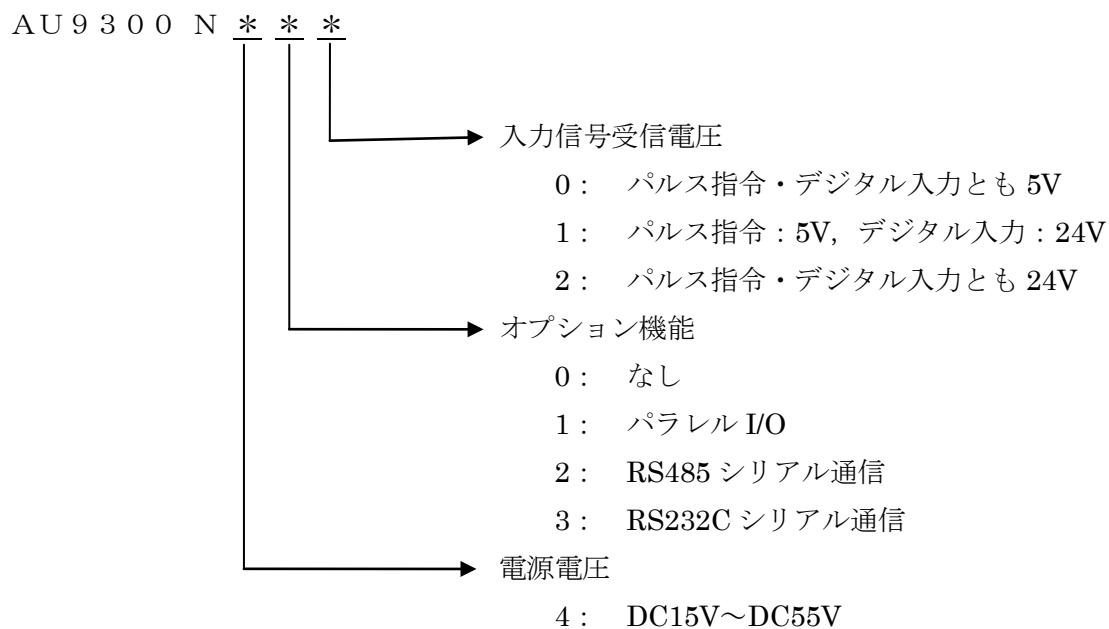 ＡＵ９３００ Ｎ＊＊＊
入力信号受信電圧
0： パルス指令・デジタル入力とも 5V
1： パルス指令：5V，デジタル入力：24V
2： パルス指令・デジタル入力とも 24V
オプション機能
0： なし
1： パラレル I/O
2： RS485 シリアル通信
3： RS232C シリアル通信
電源電圧
4： DC15V～DC55V